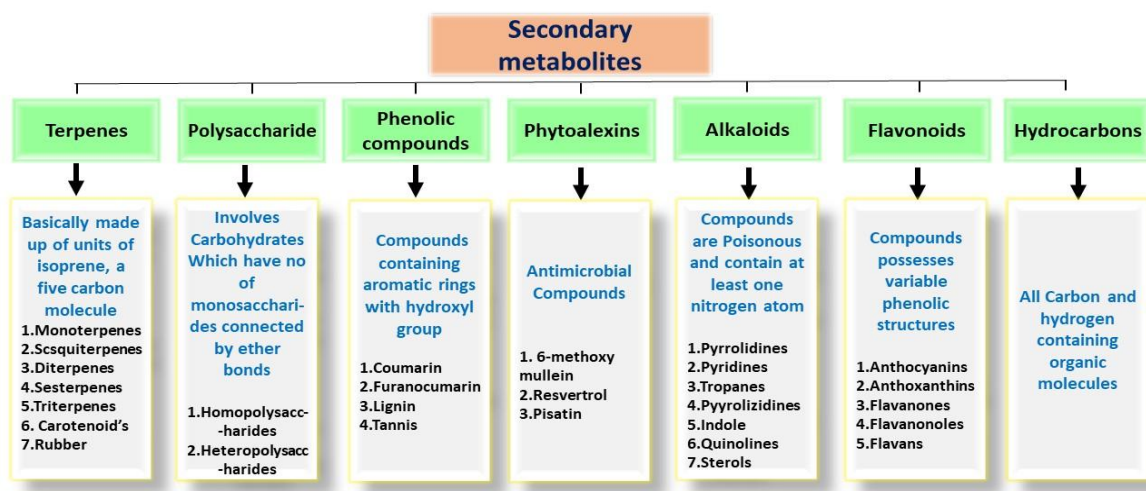 Secondary
metabolites
Terpenes
Polysaccharide
Phenolic
compounds
Phytoalexins
Alkaloids
Flavonoids
Hydrocarbons
Basically made
up of units of
isoprene, a
five carbon
molecule
1.Monoterpenes
2.Scsquiterpenes
3.Diterpenes
4.Sesterpenes
5.Triterpenes
6. Carotenoid's
7.Rubber
Involves
Carbohydrates
Which have no
of
monosacchari-
des connected
by ether
bonds
1.Homopolysacc-
-harides
2.Heteropolysacc
-harides
Compounds
containing
aromatic rings
with hydroxyl
group
1.Coumarin
2.Furanocumarin
3.Lignin
4.Tannis
Antimicrobial
Compounds
1. 6-methoxy
mullein
2.Resvertrol
3.Pisatin
Compounds
are Poisonous
and contain at
least one
nitrogen atom
1.Pyrrolidines
2.Pyridines
3.Tropanes
4.Pyyrolizidines
5.Indole
6.Quinolines
7.Sterols
Compounds
possesses
variable
phenolic
structures
1.Anthocyanins
2.Anthoxanthins
3.Flavanones
4.Flavanonoles
5.Flavans
All Carbon and
hydrogen
containing
organic
molecules